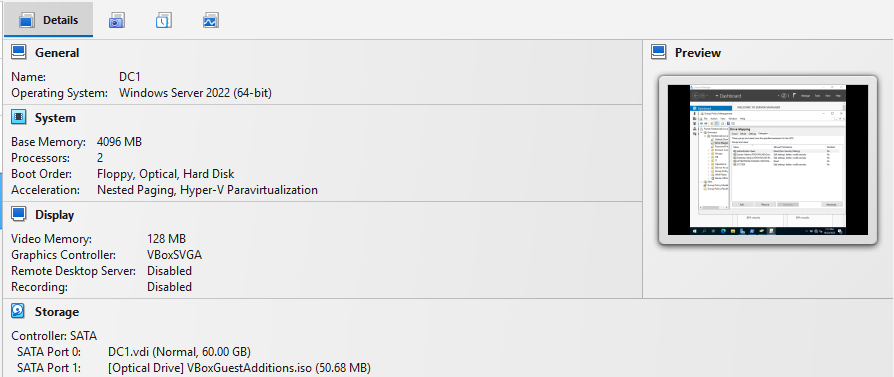 Details
General
Name: DC1
Operating System: Windows Server 2022 (64-bit)
System
Base Memory: 4096 MB
Processors: 2
Boot Order: Floppy, Optical, Hard Disk
Acceleration: Nested Paging, Hyper-V Paravirtualization
Display
Video Memory: 128 MB
Graphics Controller: VBoxSVGA
Remote Desktop Server: Disabled
Recording: Disabled
Storage
Controller: SATA
SATA Port 0: DC1.vdi (Normal, 60.00 GB)
SATA Port 1: [Optical Drive] VBoxGuestAdditions.iso (50.68 MB)
Preview
Dashboard